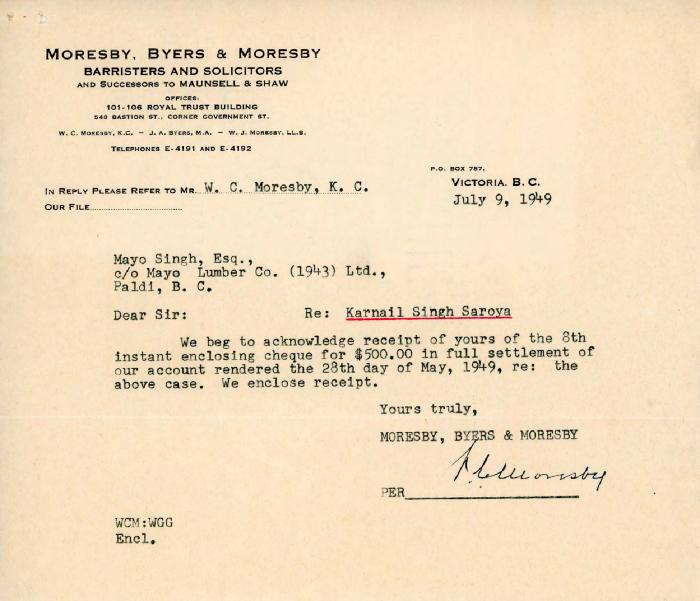 MORESBY, BYERS & MORESBY
BARRISTERS AND SOLICITORS
AND SUCCESSORS TO MAUNSELL & SHAW
OFFICES:
101-106 ROYAL TRUST BUILDING
540 BASTION ST., CORNER GOVERNMENT ST.
W. C. MORESBY, K.C. – J. A. BYERS, M.A. – W. J. MORESBY, LL.B.
TELEPHONES E-4191 AND E-4192
P.O. BOX 787,
VICTORIA, B. C.
July 9, 1949
IN REPLY PLEASE REFER TO MR. W. C. Moresby, K. C.
OUR FILE
Mayo Singh, Esq.,
c/o Mayo Lumber Co. (1943) Ltd.,
Paldi, B. C.
Dear Sir: Re: Karnail Singh Saroya
We beg to acknowledge receipt of yours of the 8th
instant enclosing cheque for $500.00 in full settlement of
our account rendered the 28th day of May, 1949, re: the
above case. We enclose receipt.
Yours truly,
MORESBY, BYERS & MORESBY
PER W. C. Moresby
WCM:WGG
Encl.